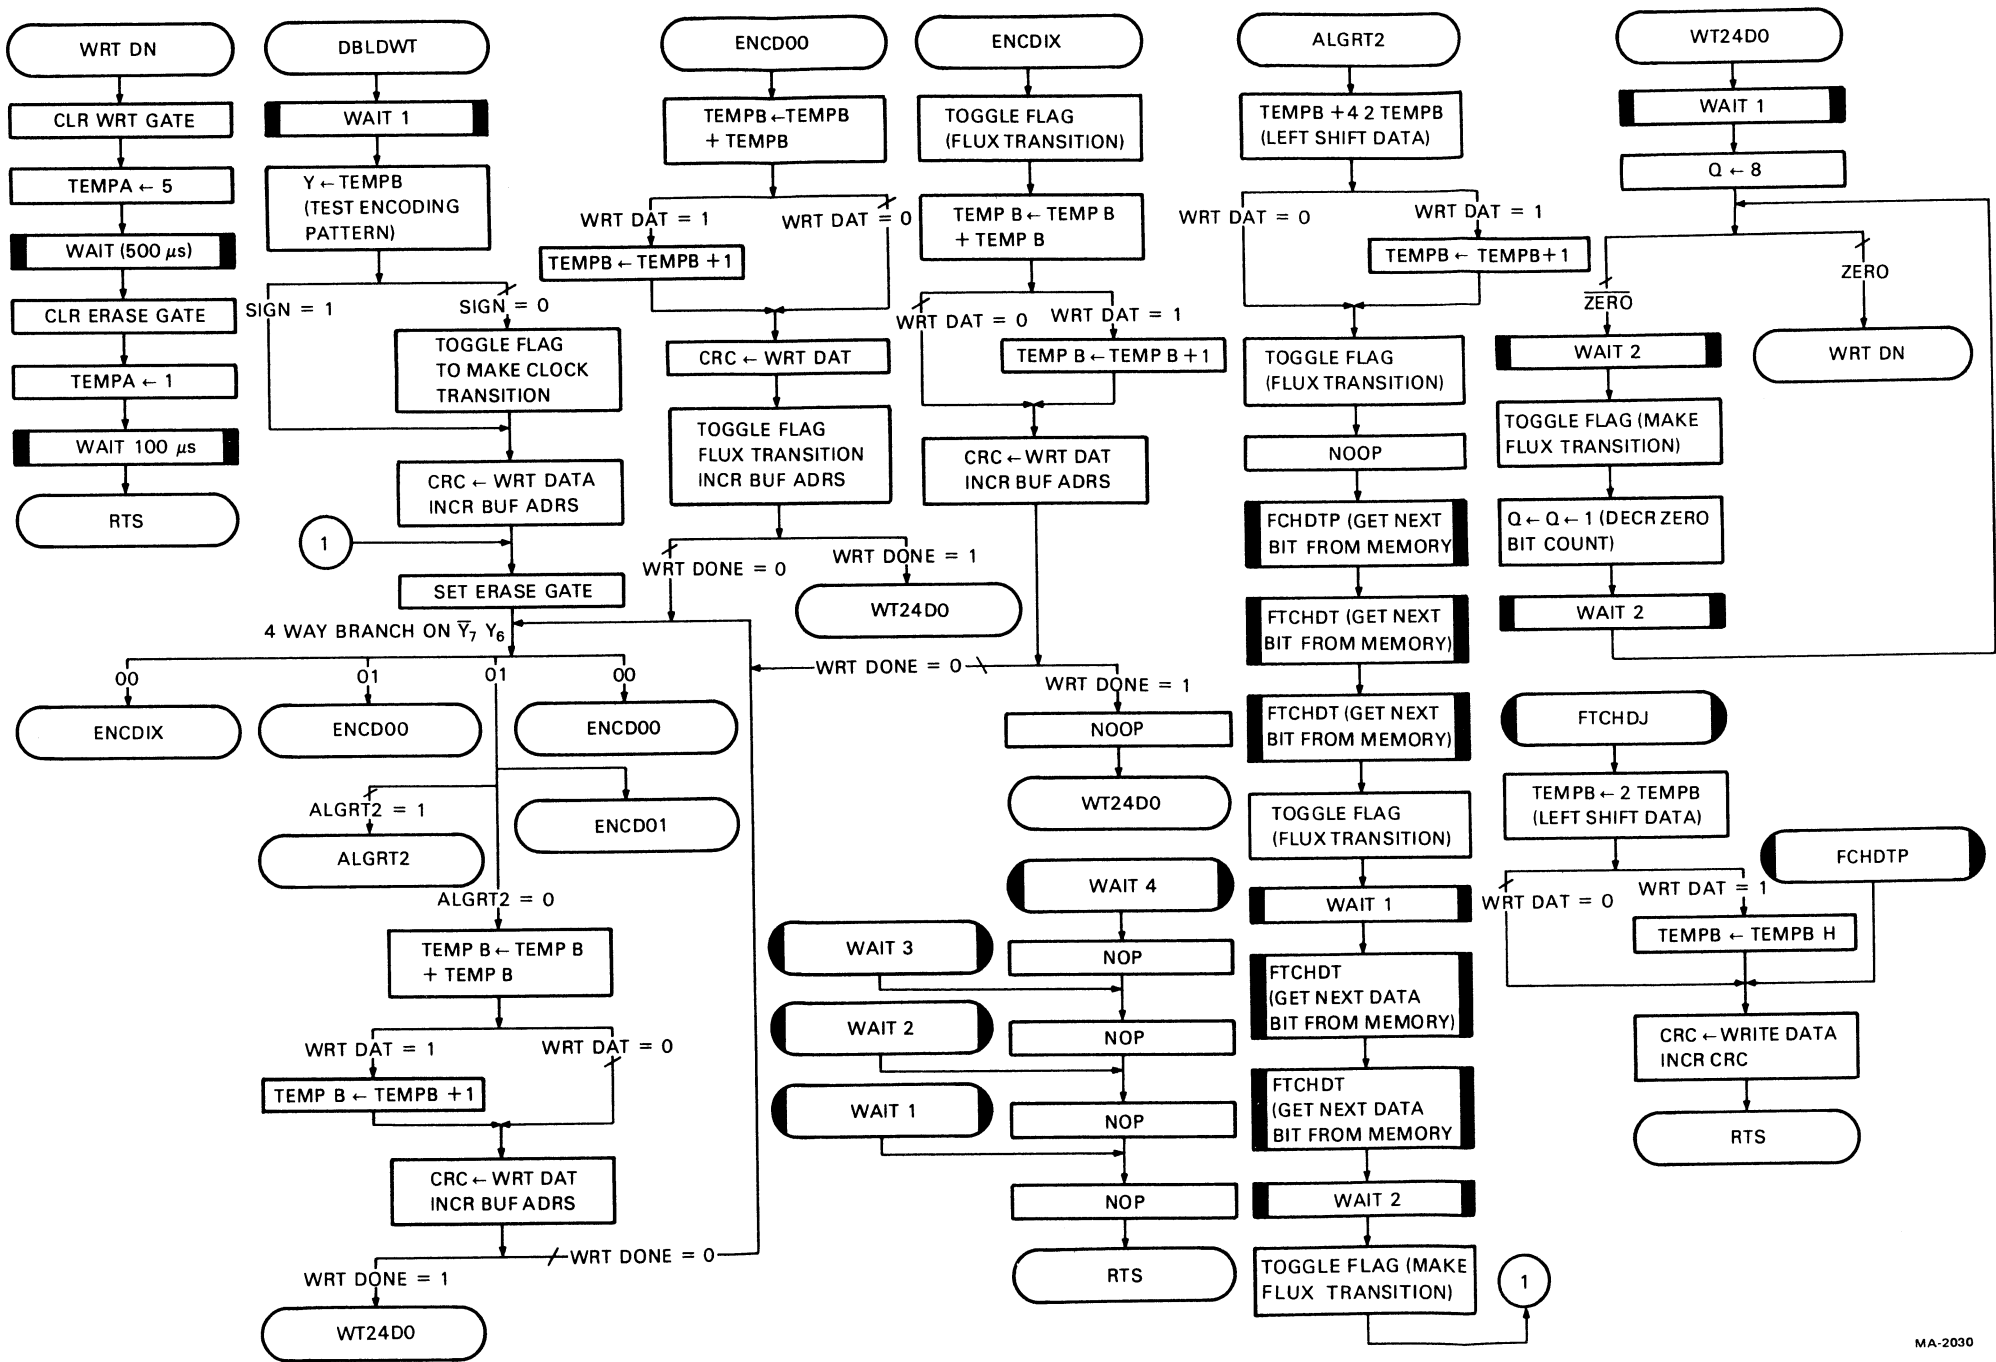 WRT DN
CLR WRT GATE
TEMPA ← 5
WAIT (500 μs)
CLR ERASE GATE
TEMPA ← 1
WAIT 100 μs
RTS
DBLDWT
WAIT 1
Y ← TEMPB
(TEST ENCODING
PATTERN)
SIGN = 1
SIGN = 0
TOGGLE FLAG
TO MAKE CLOCK
TRANSITION
CRC ← WRT DATA
INCR BUF ADRS
1
SET ERASE GATE
4 WAY BRANCH ON Y̅7 Y6
00
01
01
00
ENCDIX
ENCD00
ENCD00
ENCD01
ALGRT2 = 1
ALGRT2
ALGRT2 = 0
TEMP B ← TEMP B
+ TEMP B
WRT DAT = 1
WRT DAT = 0
TEMP B ← TEMPB +1
CRC ← WRT DAT
INCR BUF ADRS
WRT DONE = 0
WRT DONE = 1
WT24D0
ENCD00
TEMPB ← TEMPB
+ TEMPB
WRT DAT = 1
WRT DAT = 0
TEMPB ← TEMPB +1
CRC ← WRT DAT
TOGGLE FLAG
FLUX TRANSITION
INCR BUF ADRS
WRT DONE = 0
WRT DONE = 1
WT24D0
ENCDIX
TOGGLE FLAG
(FLUX TRANSITION)
TEMP B ← TEMP B
+ TEMP B
WRT DAT = 0
WRT DAT = 1
TEMP B ← TEMP B +1
CRC ← WRT DAT
INCR BUF ADRS
WRT DONE = 0
WRT DONE = 1
NOOP
WT24D0
WAIT 4
NOP
WAIT 3
NOP
WAIT 2
NOP
WAIT 1
NOP
RTS
ALGRT2
TEMPB +4 2 TEMPB
(LEFT SHIFT DATA)
WRT DAT = 0
WRT DAT = 1
TEMPB ← TEMPB+1
TOGGLE FLAG
(FLUX TRANSITION)
NOOP
FCHDTP (GET NEXT
BIT FROM MEMORY
FTCHDT (GET NEXT
BIT FROM MEMORY)
FTCHDT (GET NEXT
BIT FROM MEMORY)
TOGGLE FLAG
(FLUX TRANSITION)
WAIT 1
FTCHDT
(GET NEXT DATA
BIT FROM MEMORY)
FTCHDT
(GET NEXT DATA
BIT FROM MEMORY
WAIT 2
TOGGLE FLAG (MAKE
FLUX TRANSITION)
1
WT24D0
WAIT 1
Q ← 8
Z̅E̅R̅O̅
ZERO
WAIT 2
WRT DN
TOGGLE FLAG (MAKE
FLUX TRANSITION)
Q ← Q ← 1 (DECR ZERO
BIT COUNT)
WAIT 2
FTCHDJ
TEMPB ← 2 TEMPB
(LEFT SHIFT DATA)
FCHDTP
WRT DAT = 0
WRT DAT = 1
TEMPB ← TEMPB H
CRC ← WRITE DATA
INCR CRC
RTS
MA-2030